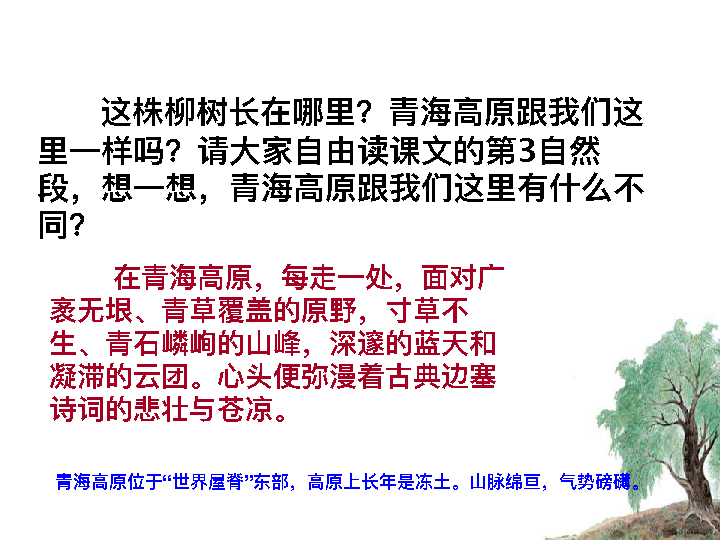 这株柳树长在哪里？青海高原跟我们这
里一样吗？请大家自由读课文的第3自然
段，想一想，青海高原跟我们这里有什么不
同？
在青海高原，每走一处，面对广
袤无垠、青草覆盖的原野，寸草不
生、青石嶙峋的山峰，深邃的蓝天和
凝滞的云团。心头便弥漫着古典边塞
诗词的悲壮与苍凉。
青海高原位于“世界屋脊”东部，高原上长年是冻土。山脉绵亘，气势磅礴。